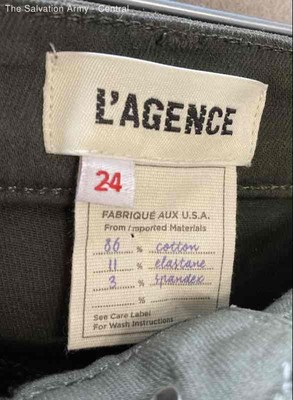 The Salvation Army - Central
L'AGENCE
24
FABRIQUÉ AUX U.S.A.
From imported Materials
86 % cotton
11 % elastane
3 % spandex
%
See Care Label
For Wash Instructions